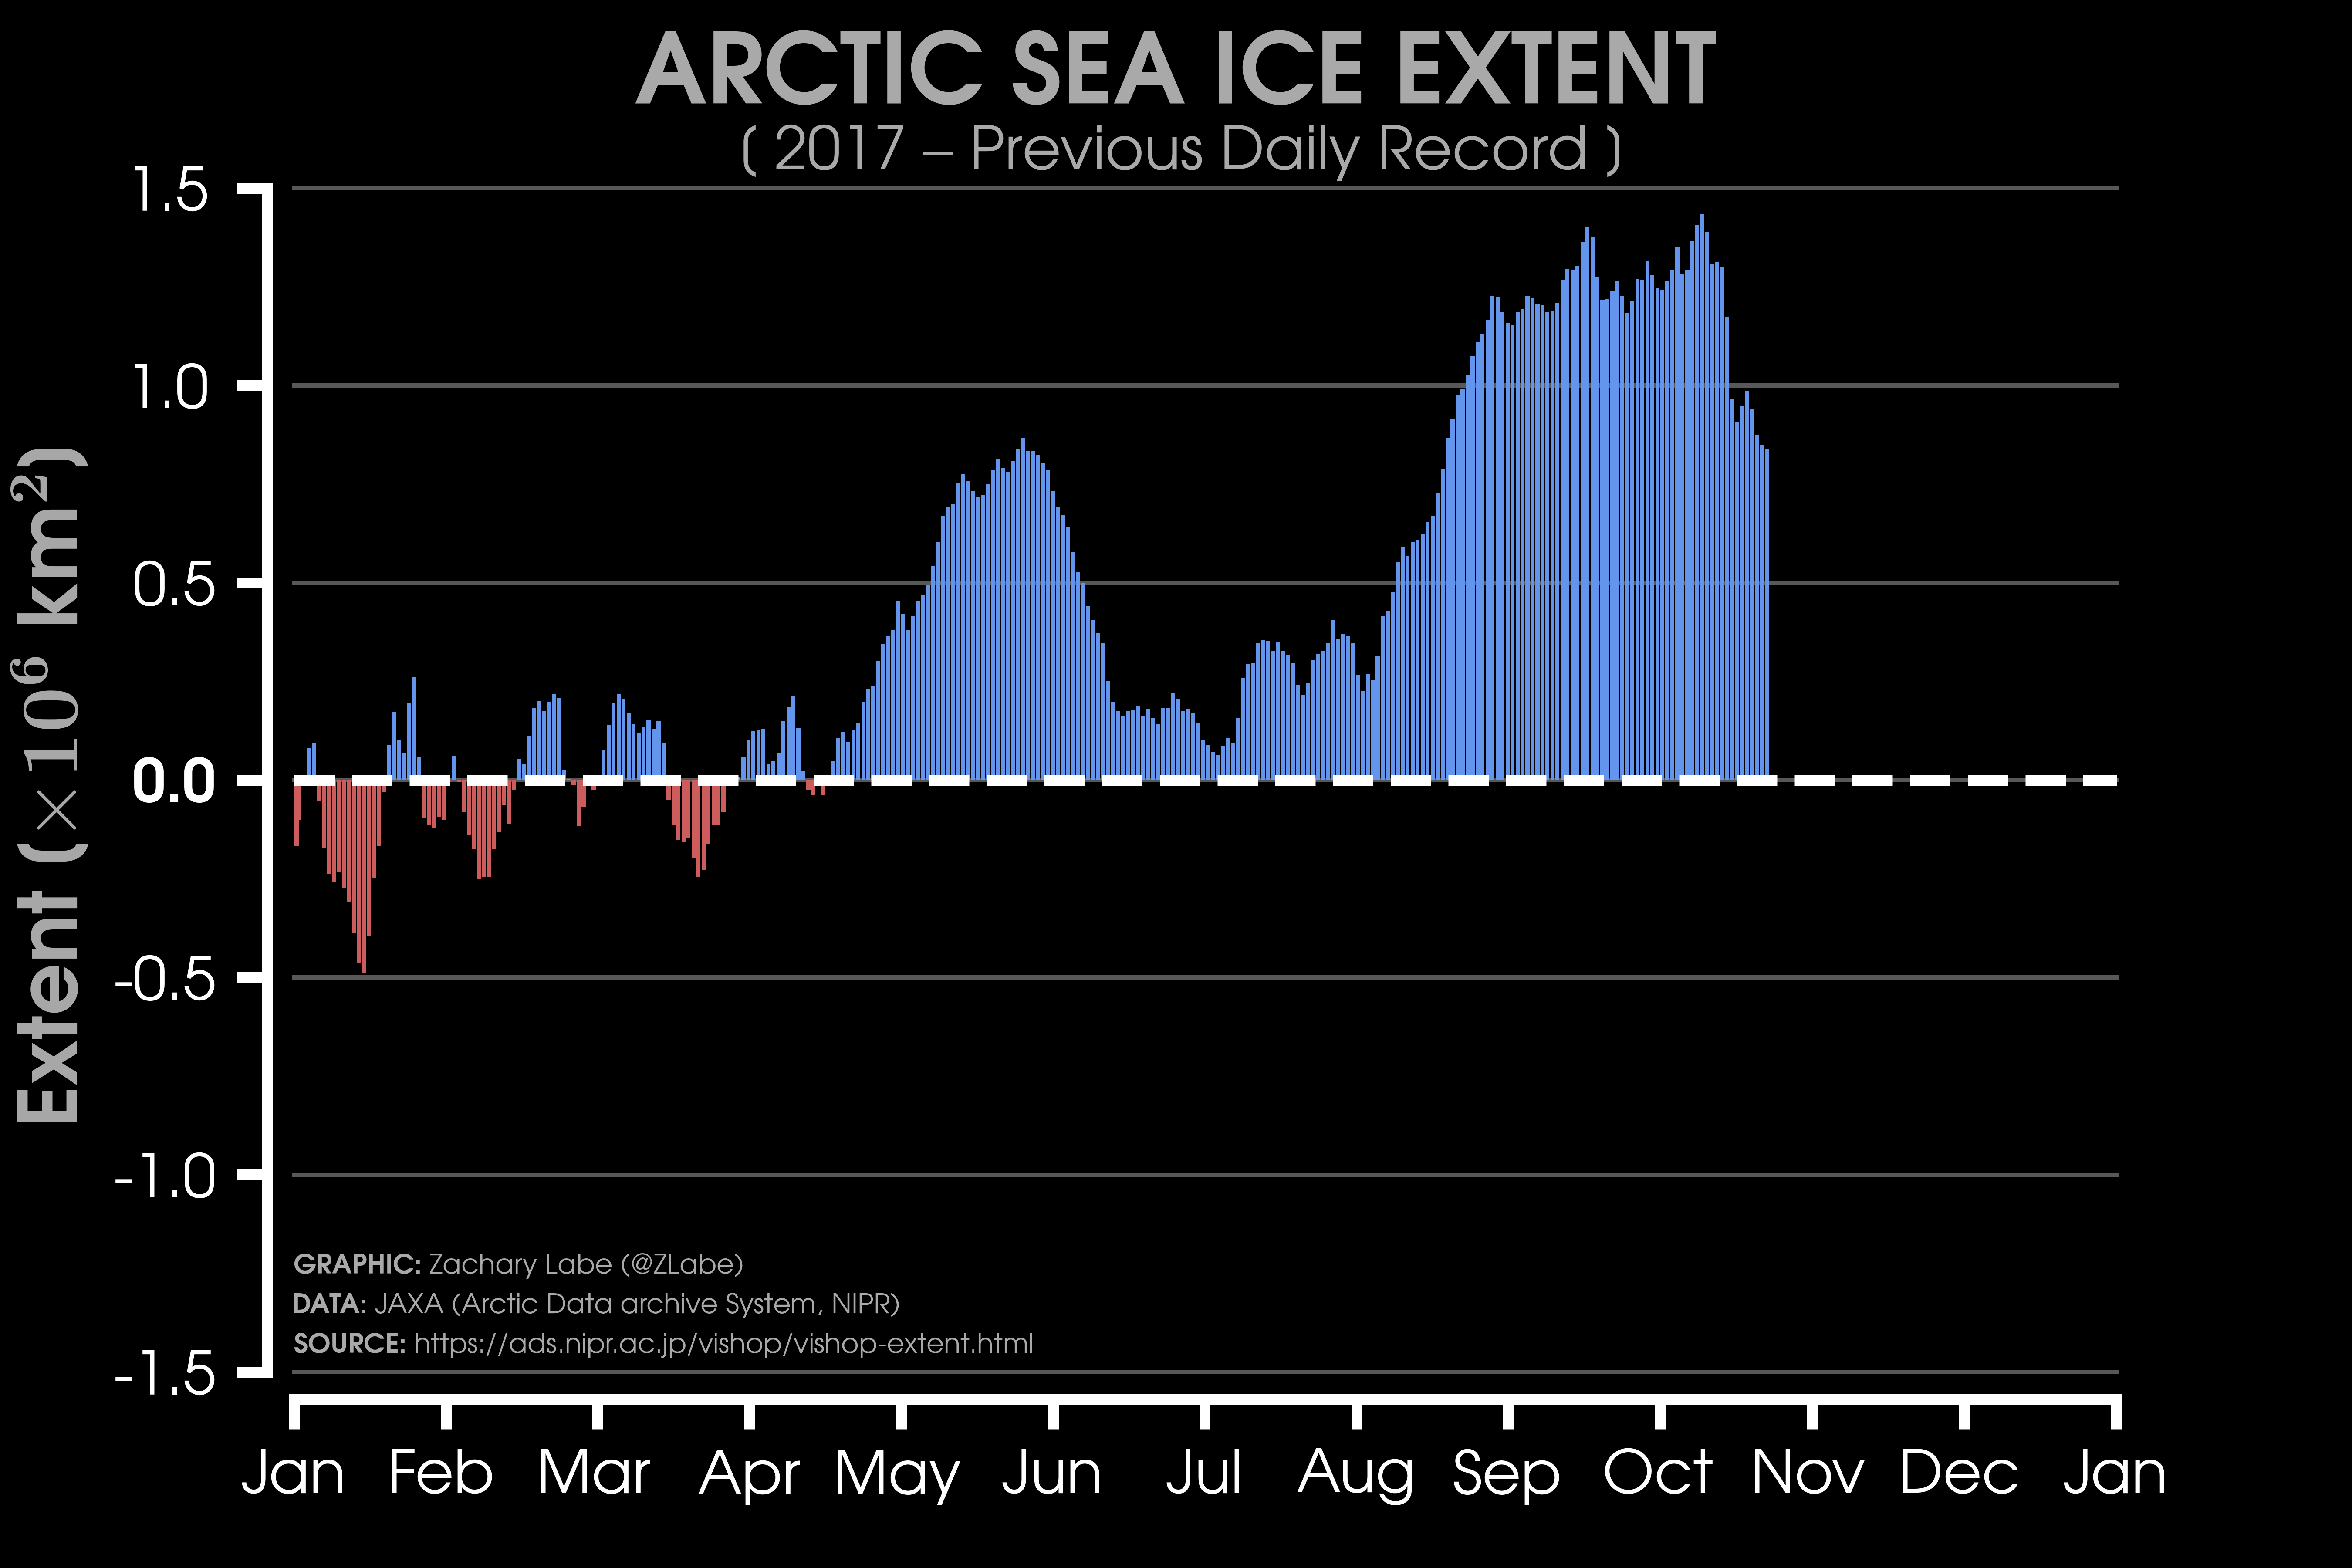 ARCTIC SEA ICE EXTENT
( 2017 – Previous Daily Record )
Extent (×10⁶ km²)
1.5
1.0
0.5
0.0
-0.5
-1.0
-1.5
GRAPHIC: Zachary Labe (@ZLabe)
DATA: JAXA (Arctic Data archive System, NIPR)
SOURCE: https://ads.nipr.ac.jp/vishop/vishop-extent.html
Jan Feb Mar Apr May Jun Jul Aug Sep Oct Nov Dec Jan